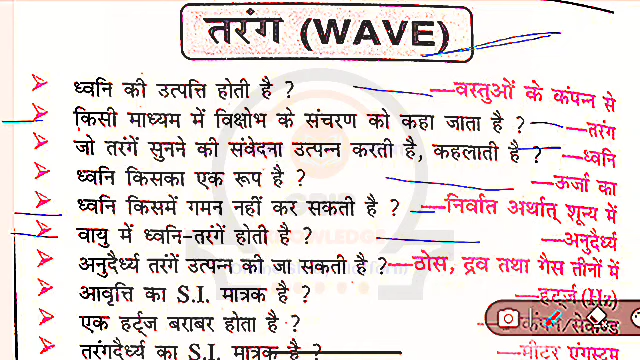 तरंग (WAVE)
ध्वनि की उत्पत्ति होती है ? —वस्तुओं के कंपन्न से
किसी माध्यम में विक्षोभ के संचरण को कहा जाता है ? —तरंग
जो तरंगें सुनने की संवेदना उत्पन्न करती है, कहलाती है ? —ध्वनि
ध्वनि किसका एक रूप है ? —ऊर्जा का
ध्वनि किसमें गमन नहीं कर सकती है ? —निर्वात अर्थात् शून्य में
वायु में ध्वनि-तरंगें होती है ? —अनुदैर्ध्य
अनुदैर्ध्य तरंगें उत्पन्न की जा सकती है ? —ठोस, द्रव तथा गैस तीनों में
आवृत्ति का S.I. मात्रक है ? —हर्ट्ज (Hz)
एक हर्ट्ज बराबर होता है ?
तरंगदैर्ध्य का S.I. मात्रक है ? —मीटर एंगस्ट्रम